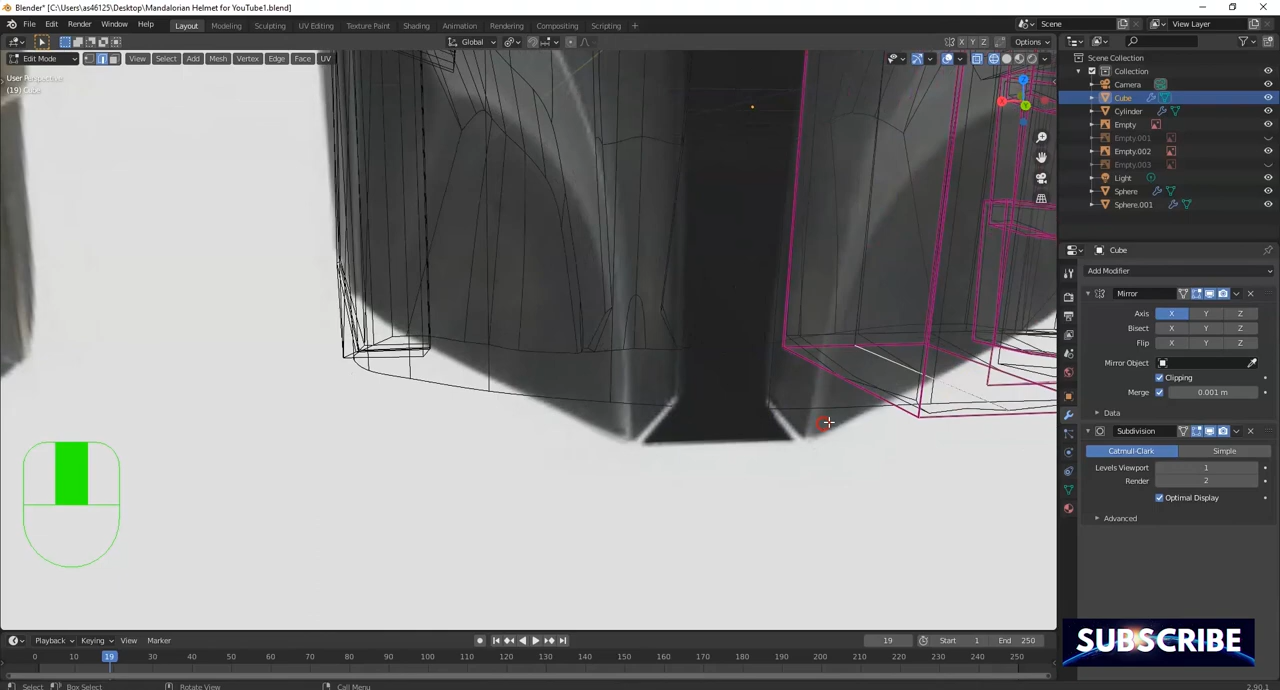 Blender* [C:\Users\as46125\Desktop\Mandalorian Helmet for YouTube1.blend]
File Edit Render Window Help Layout Modeling Sculpting UV Editing Texture Paint Shading Animation Rendering Compositing Scripting + Scene View Layer
Global X Y Z Options
Edit Mode View Select Add Mesh Vertex Edge Face UV
User Perspective
(19) Cube
X Y Z
Scene Collection
Collection
Camera
Cube
Cylinder
Empty
Empty.001
Empty.002
Empty.003
Light
Sphere
Sphere.001
Cube
Add Modifier
Mirror
Axis X Y Z
Bisect X Y Z
Flip X Y Z
Mirror Object
Clipping
Merge 0.001 m
Data
Subdivision
Catmull-Clark Simple
Levels Viewport 1
Render 2
Optimal Display
Advanced
SUBSCRIBE
Playback Keying View Marker 19 Start 1 End 250
0 10 19 30 40 50 60 70 80 90 100 110 120 130 140 150 160 170 180 190 200 210 220 230 240 250
Select Box Select Rotate View Call Menu 2.90.1